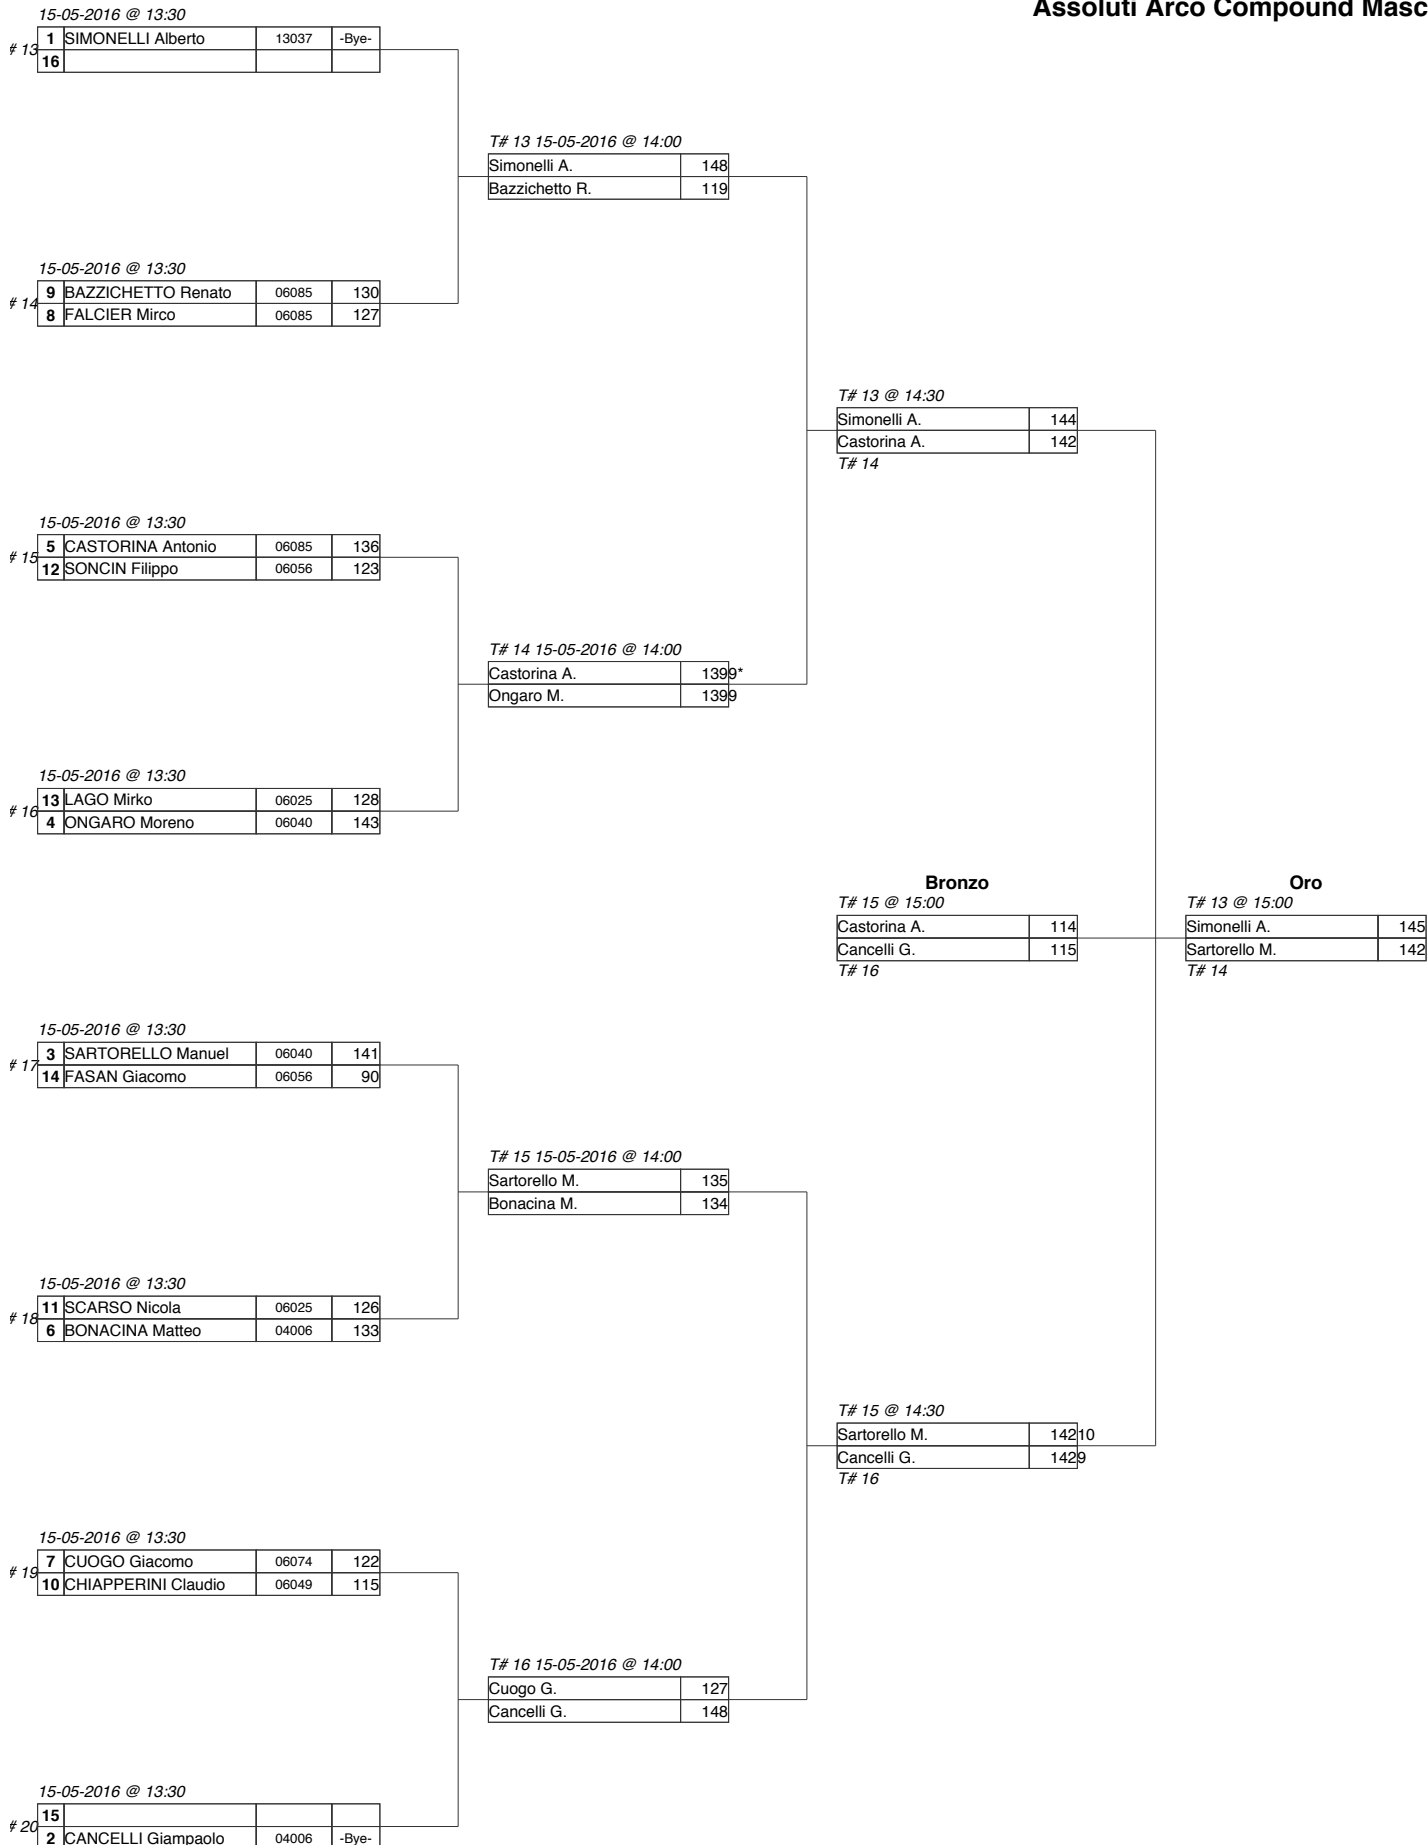 Assoluti Arco Compound Masc
15-05-2016 @ 13:30
# 13
1 SIMONELLI Alberto 13037 -Bye-
16
T# 13 15-05-2016 @ 14:00
Simonelli A. 148
Bazzichetto R. 119
15-05-2016 @ 13:30
# 14
9 BAZZICHETTO Renato 06085 130
8 FALCIER Mirco 06085 127
T# 13 @ 14:30
Simonelli A. 144
Castorina A. 142
T# 14
15-05-2016 @ 13:30
# 15
5 CASTORINA Antonio 06085 136
12 SONCIN Filippo 06056 123
T# 14 15-05-2016 @ 14:00
Castorina A. 1399*
Ongaro M. 1399
15-05-2016 @ 13:30
# 16
13 LAGO Mirko 06025 128
4 ONGARO Moreno 06040 143
Bronzo
T# 15 @ 15:00
Castorina A. 114
Cancelli G. 115
T# 16
Oro
T# 13 @ 15:00
Simonelli A. 145
Sartorello M. 142
T# 14
15-05-2016 @ 13:30
# 17
3 SARTORELLO Manuel 06040 141
14 FASAN Giacomo 06056 90
T# 15 15-05-2016 @ 14:00
Sartorello M. 135
Bonacina M. 134
15-05-2016 @ 13:30
# 18
11 SCARSO Nicola 06025 126
6 BONACINA Matteo 04006 133
T# 15 @ 14:30
Sartorello M. 14210
Cancelli G. 1429
T# 16
15-05-2016 @ 13:30
# 19
7 CUOGO Giacomo 06074 122
10 CHIAPPERINI Claudio 06049 115
T# 16 15-05-2016 @ 14:00
Cuogo G. 127
Cancelli G. 148
15-05-2016 @ 13:30
# 20
15
2 CANCELLI Giampaolo 04006 -Bye-